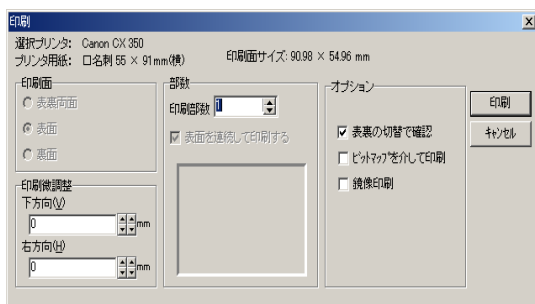 印刷
選択プリンタ: Canon CX 350
プリンタ用紙: 口名刺 55 × 91mm(横)
印刷面サイズ: 90.98 × 54.96 mm
印刷面
表裏両面
表面
裏面
部数
印刷部数 1
表面を連続して印刷する
オプション
表裏の切替で確認
ビットマップを介して印刷
鏡像印刷
印刷
キャンセル
印刷微調整
下方向(V)
0 mm
右方向(H)
0 mm